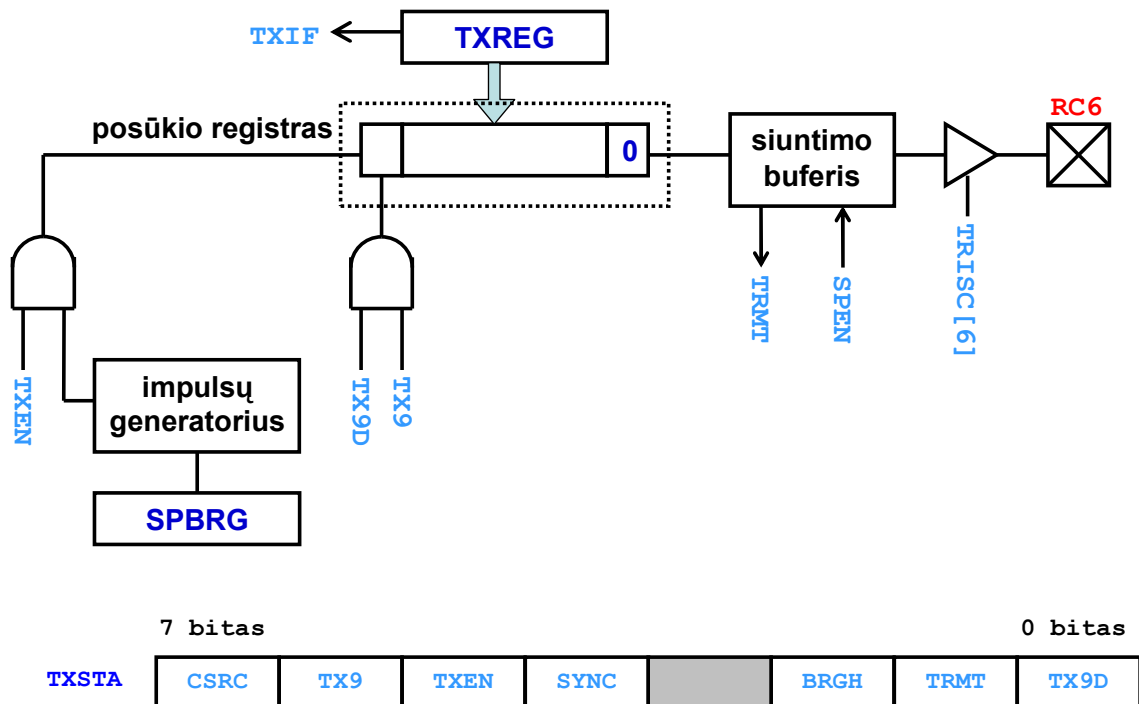 TXIF
TXREG
RC6
posūkio registras
0
siuntimo
buferis
TRMT
SPEN
TRISC[6]
TXEN
impulsų
generatorius
TX9D
TX9
SPBRG
7 bitas
0 bitas
TXSTA CSRC TX9 TXEN SYNC BRGH TRMT TX9D